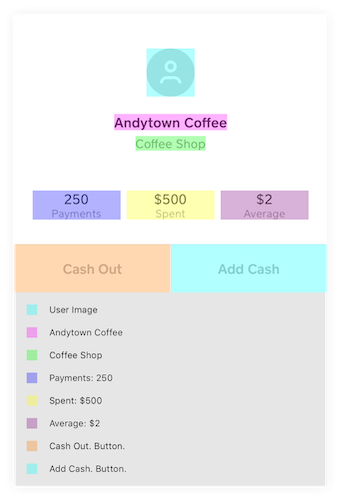 Andytown Coffee
Coffee Shop
250 $500 $2
Payments Spent Average
Cash Out Add Cash
User Image
Andytown Coffee
Coffee Shop
Payments: 250
Spent: $500
Average: $2
Cash Out. Button.
Add Cash. Button.